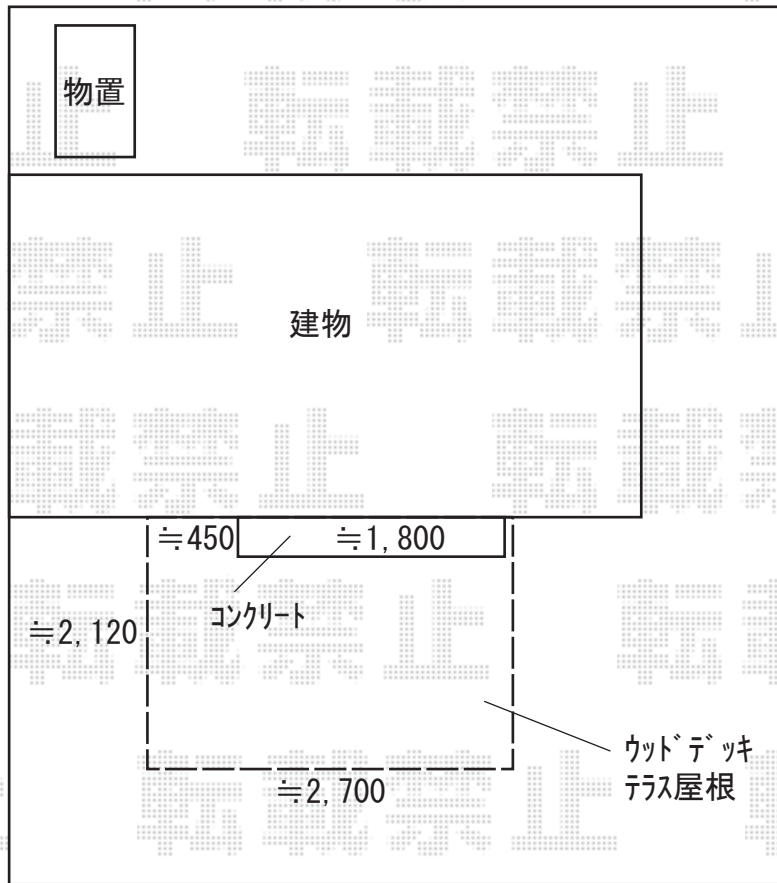 物置
転載禁止
建物
≒450
≒1,800
コンクリート
≒2,120
ｳｯﾄﾞﾃﾞｯｷ
ﾃﾗｽ屋根
≒2,700